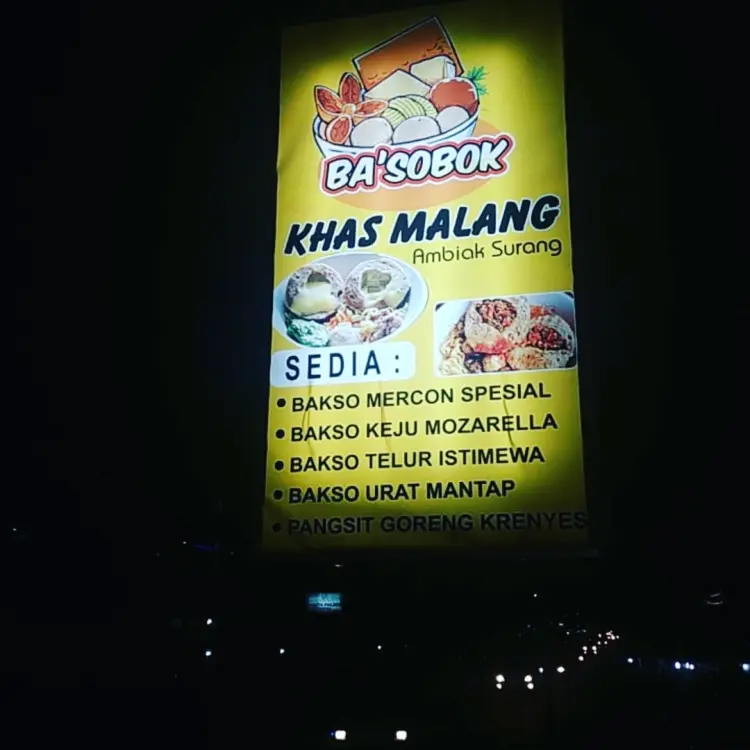 BA'SOBOK
KHAS MALANG
Ambiak Surang
SEDIA :
• BAKSO MERCON SPESIAL
• BAKSO KEJU MOZARELLA
• BAKSO TELUR ISTIMEWA
• BAKSO URAT MANTAP
• PANGSIT GORENG KRENYES